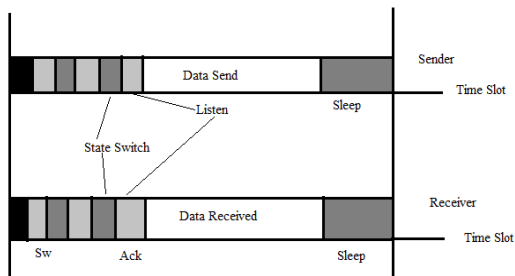 Sender
Data Send
Time Slot
Sleep
Listen
State Switch
Receiver
Data Received
Time Slot
Sw
Ack
Sleep